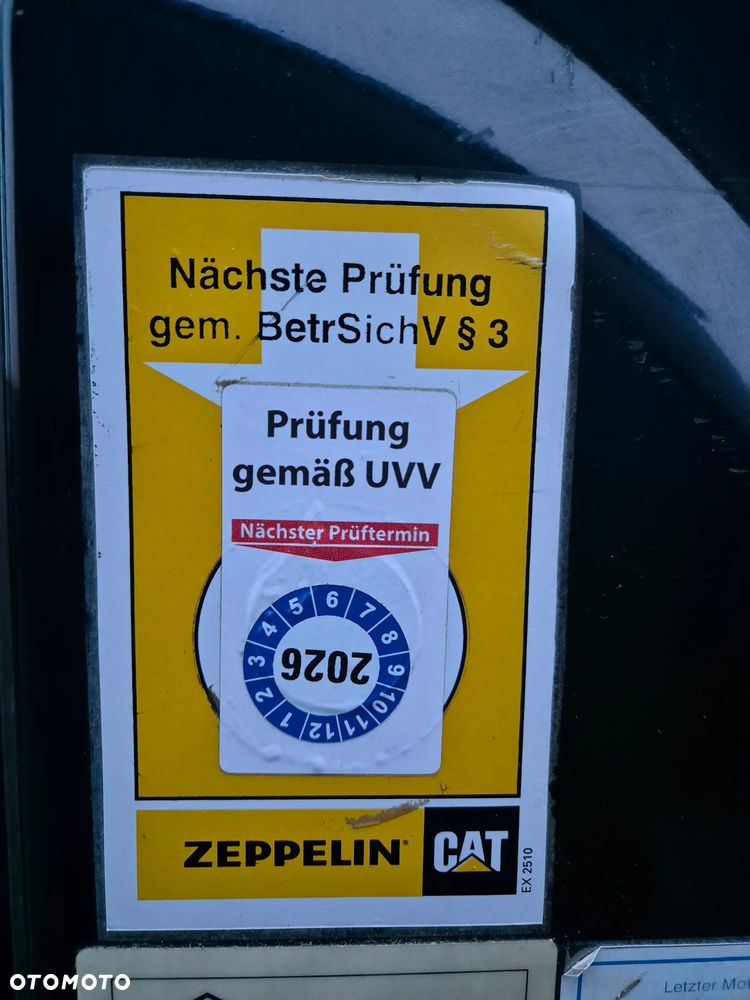 Nächste Prüfung
gem. BetrSichV § 3
Prüfung
gemäß UVV
Nächster Prüftermin
1 2 3 4 5 6 7 8 9 10 11 12
2026
ZEPPELIN
CAT
EX 2510
Letzter
OTOMOTO